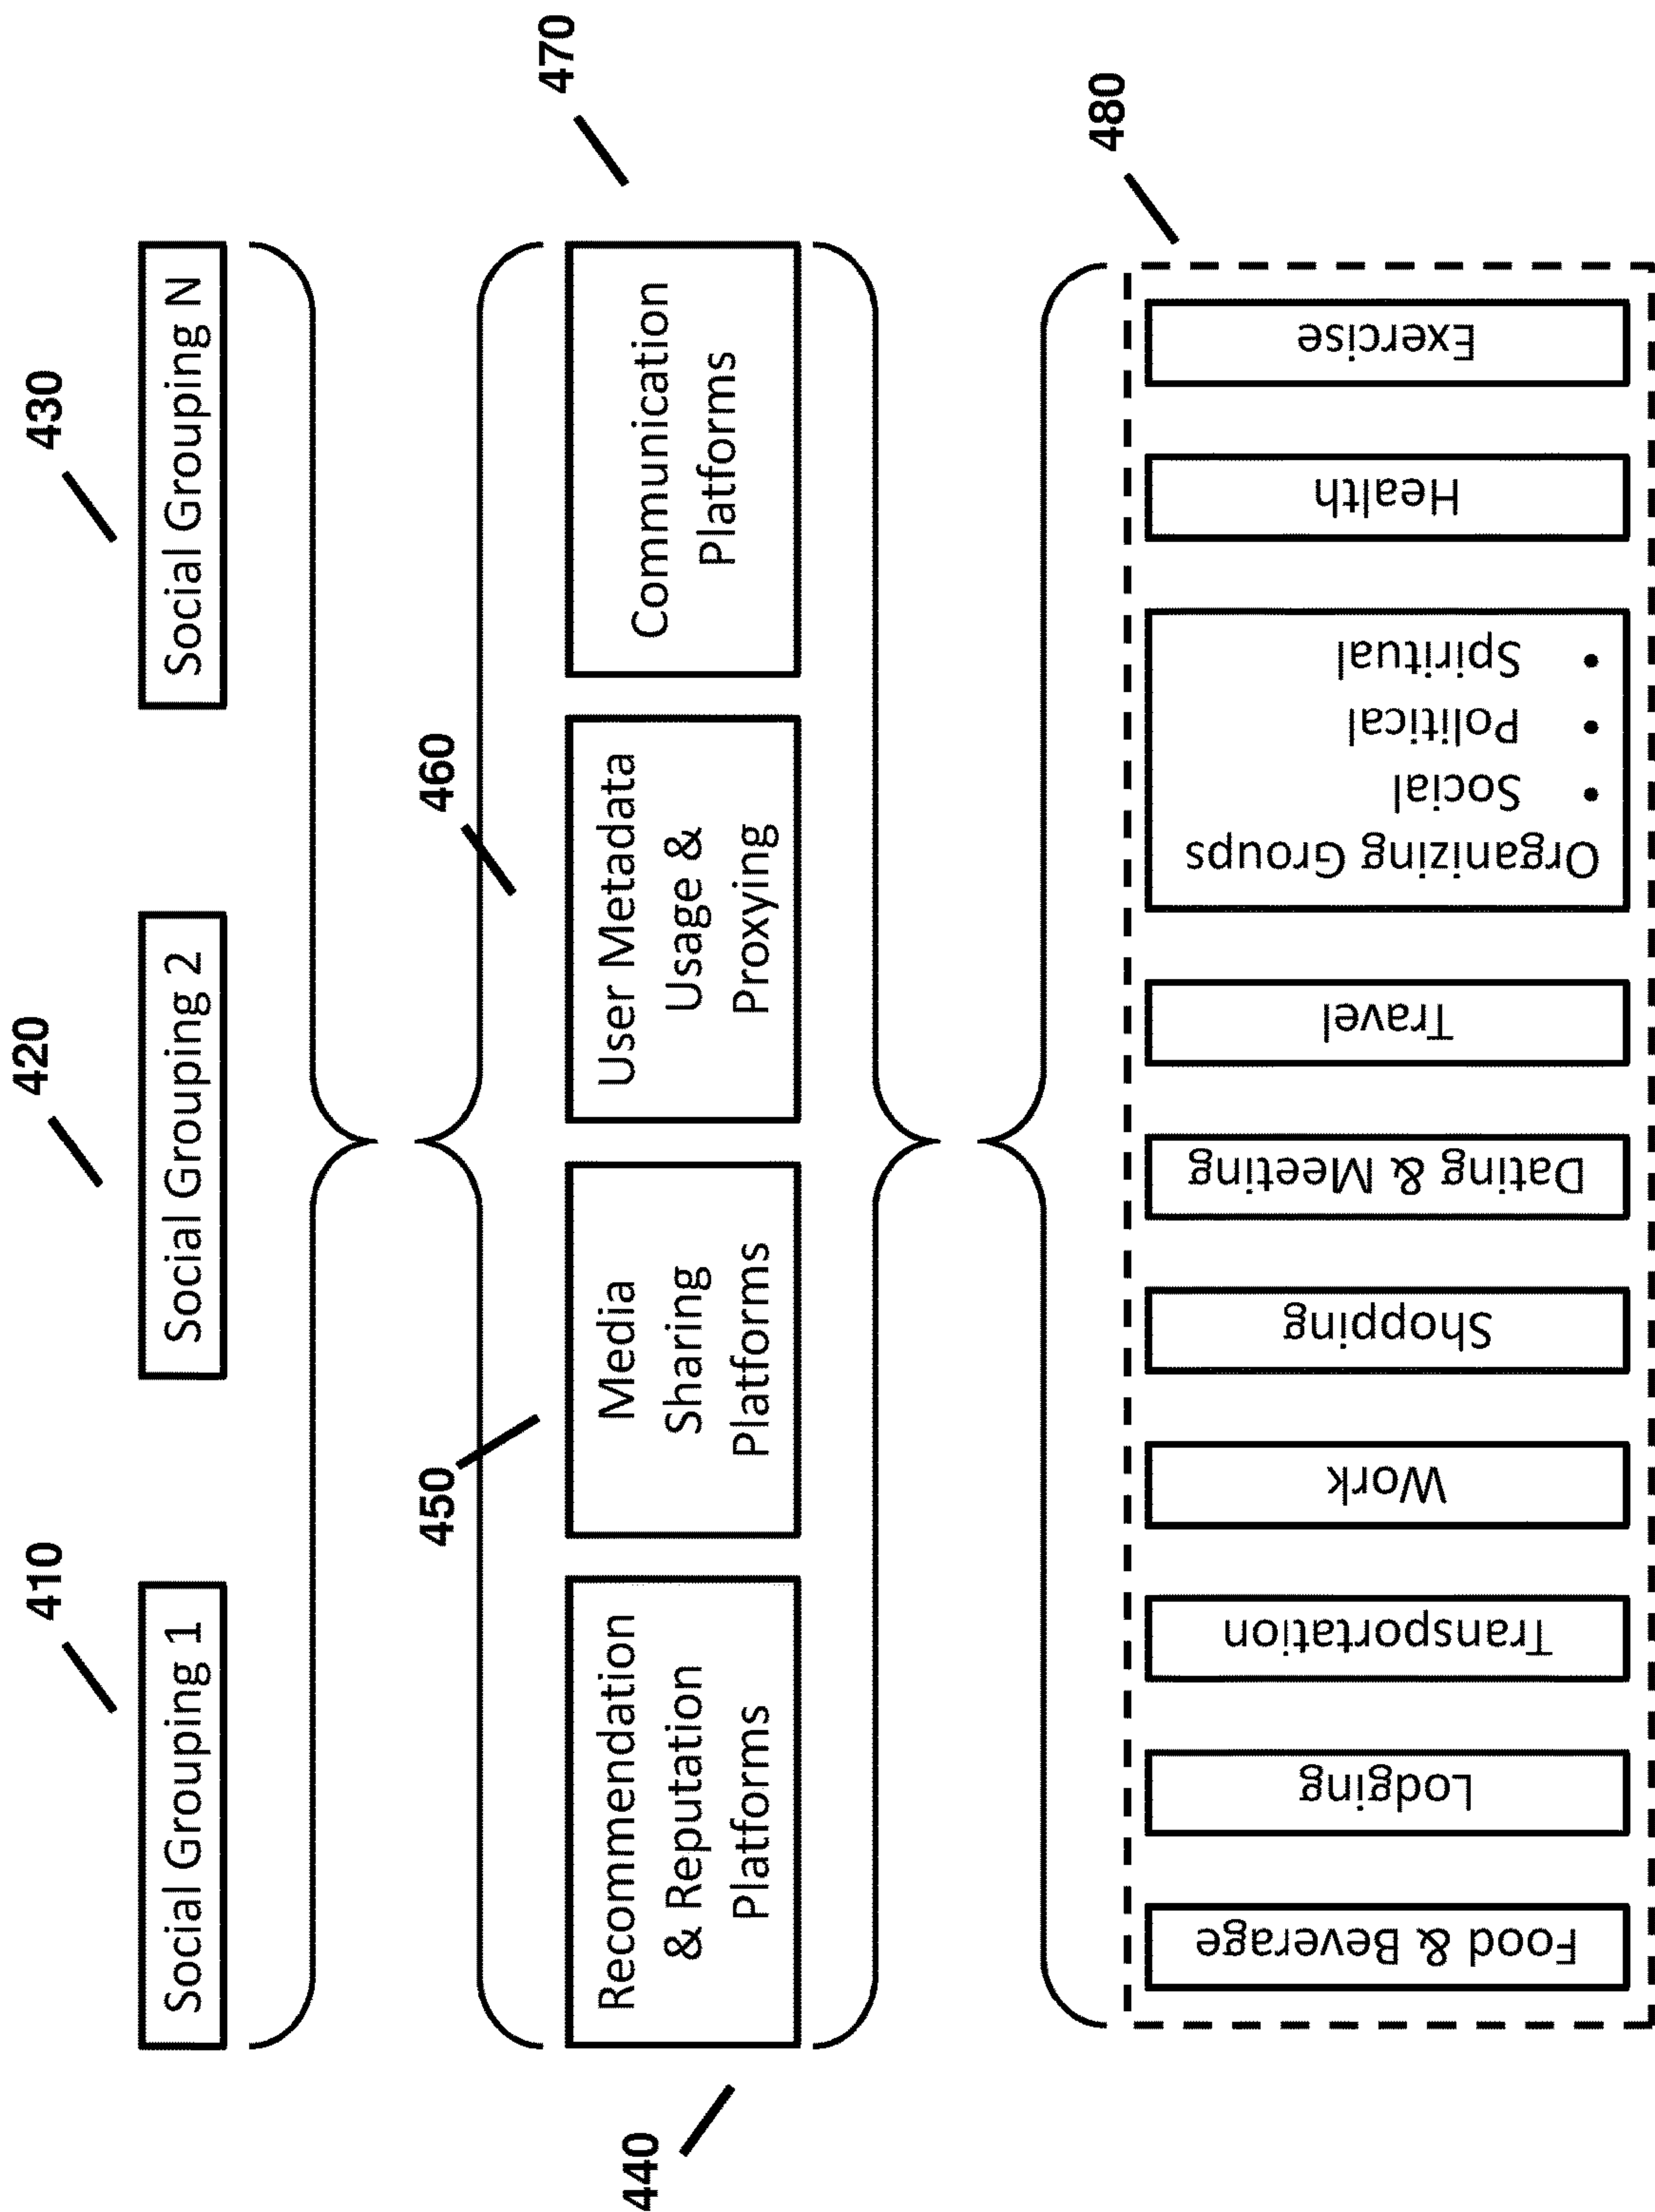 410
420
430
Social Grouping 1
Social Grouping 2
Social Grouping N
440
450
460
470
Recommendation
& Reputation
Platforms
Media
Sharing
Platforms
User Metadata
Usage &
Proxying
Communication
Platforms
480
Food & Beverage
Lodging
Transportation
Work
Shopping
Dating & Meeting
Travel
Organizing Groups
• Social
• Political
• Spiritual
Health
Exercise